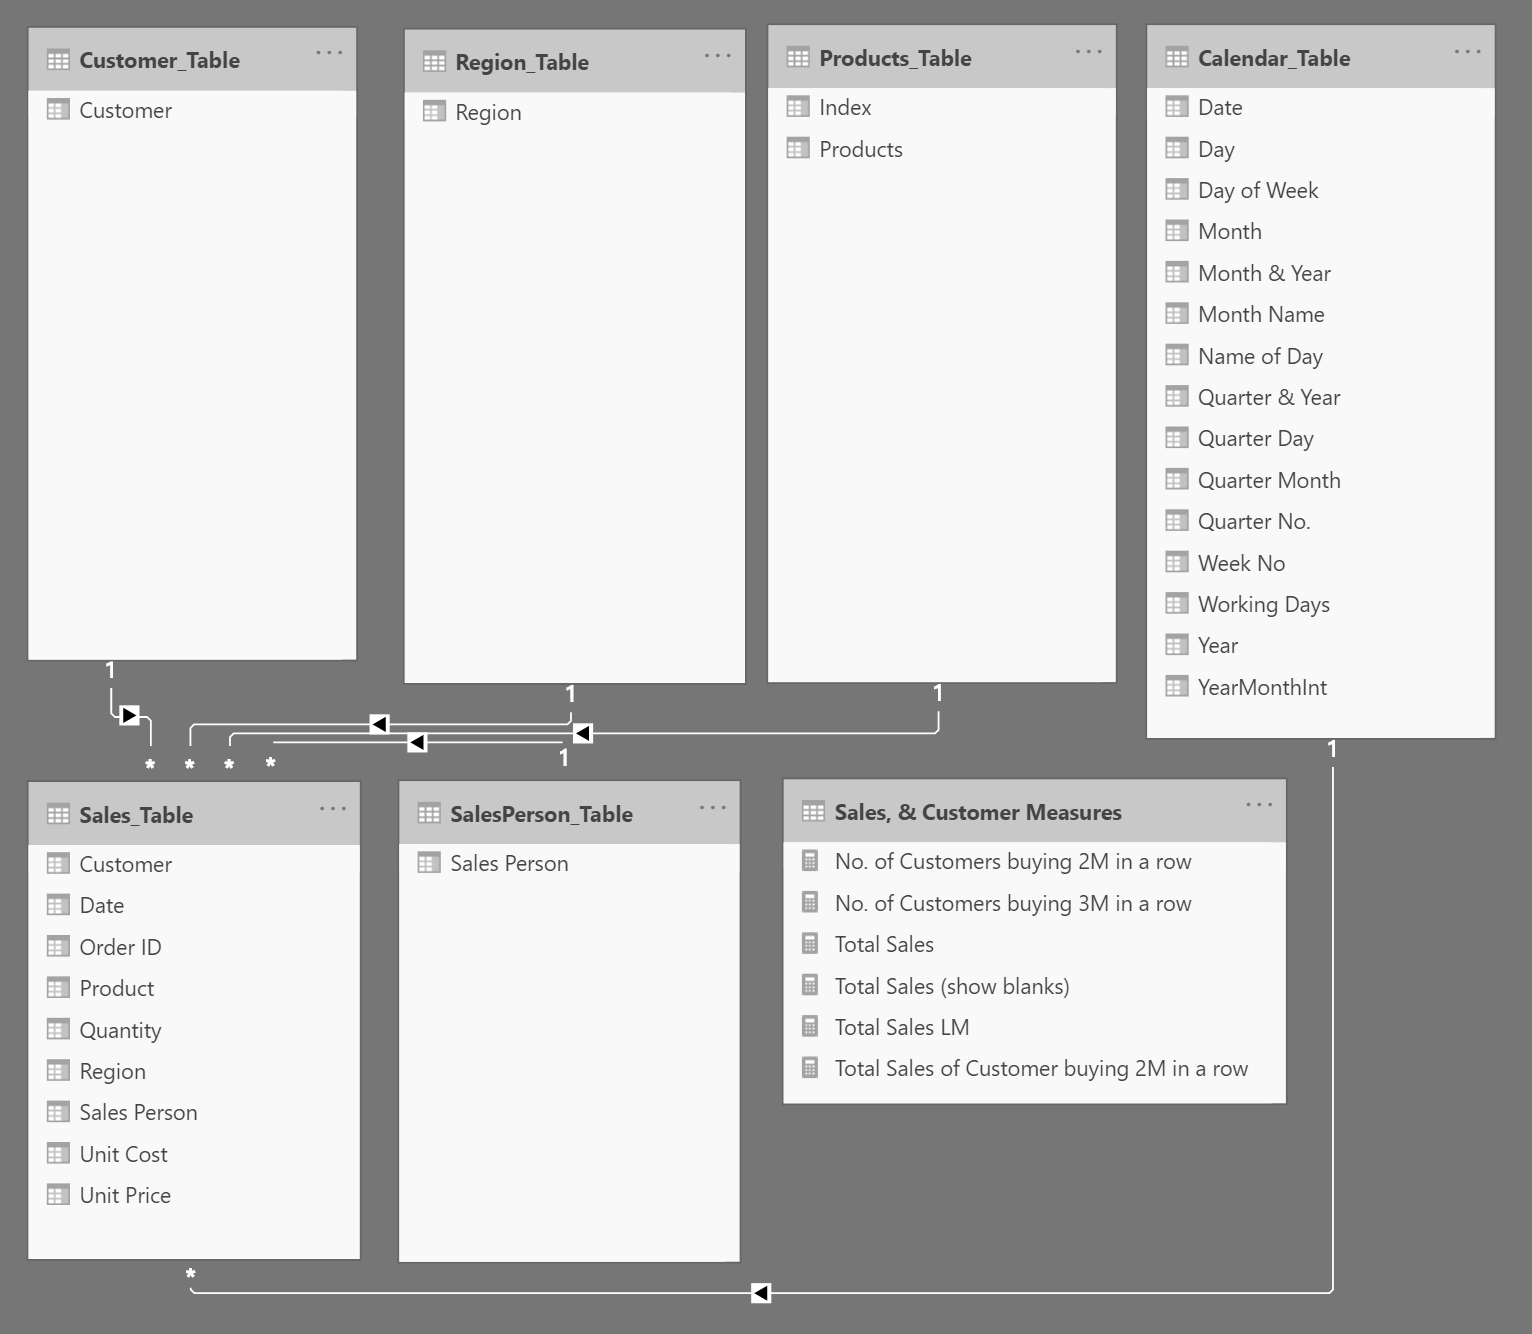 Customer_Table
Customer
Region_Table
Region
Products_Table
Index
Products
Calendar_Table
Date
Day
Day of Week
Month
Month & Year
Month Name
Name of Day
Quarter & Year
Quarter Day
Quarter Month
Quarter No.
Week No
Working Days
Year
YearMonthInt
1
1
1
1
1
* * * *
Sales_Table
Customer
Date
Order ID
Product
Quantity
Region
Sales Person
Unit Cost
Unit Price
SalesPerson_Table
Sales Person
Sales, & Customer Measures
No. of Customers buying 2M in a row
No. of Customers buying 3M in a row
Total Sales
Total Sales (show blanks)
Total Sales LM
Total Sales of Customer buying 2M in a row
*